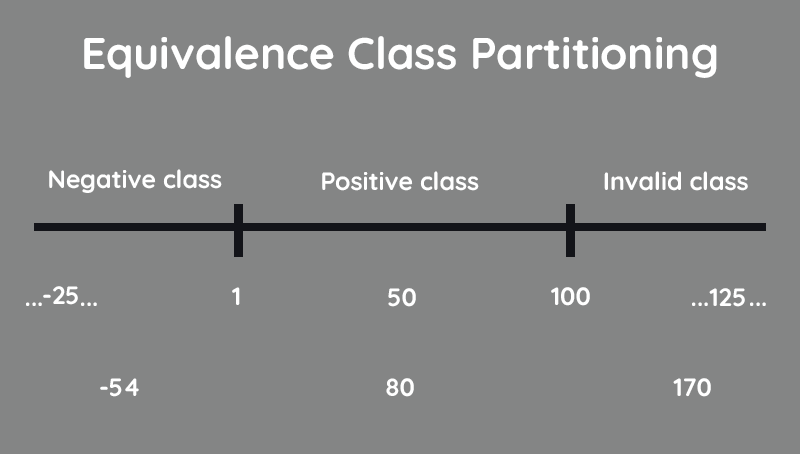 Equivalence Class Partitioning
Negative class Positive class Invalid class
...-25... 1 50 100 ...125...
-54 80 170